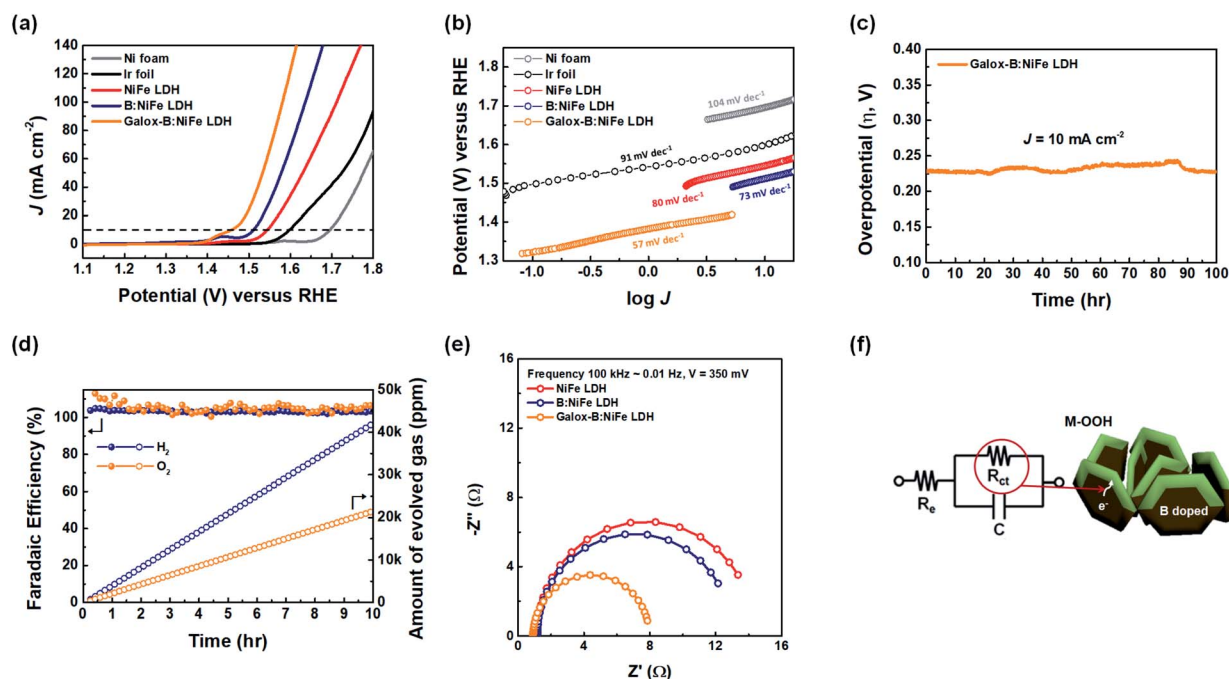 (a)
140
120
100
80
60
40
20
0
J (mA cm⁻²)
Ni foam
Ir foil
NiFe LDH
B:NiFe LDH
Galox-B:NiFe LDH
1.1 1.2 1.3 1.4 1.5 1.6 1.7 1.8
Potential (V) versus RHE
(b)
1.8
1.7
1.6
1.5
1.4
1.3
Potential (V) versus RHE
Ni foam
Ir foil
NiFe LDH
B:NiFe LDH
Galox-B:NiFe LDH
104 mV dec⁻¹
91 mV dec⁻¹
80 mV dec⁻¹
73 mV dec⁻¹
57 mV dec⁻¹
-1.0 -0.5 0.0 0.5 1.0
log J
(c)
0.40
0.35
0.30
0.25
0.20
0.15
0.10
Overpotential (η, V)
Galox-B:NiFe LDH
J = 10 mA cm⁻²
0 10 20 30 40 50 60 70 80 90 100
Time (hr)
(d)
100
80
60
40
20
0
Faradaic Efficiency (%)
H₂
O₂
50k
40k
30k
20k
10k
0
Amount of evolved gas (ppm)
0 1 2 3 4 5 6 7 8 9 10
Time (hr)
(e)
16
12
8
4
0
-Z'' (Ω)
Frequency 100 kHz ~ 0.01 Hz, V = 350 mV
NiFe LDH
B:NiFe LDH
Galox-B:NiFe LDH
0 4 8 12 16
Z' (Ω)
(f)
M-OOH
Rct
Re
C
e⁻
B doped